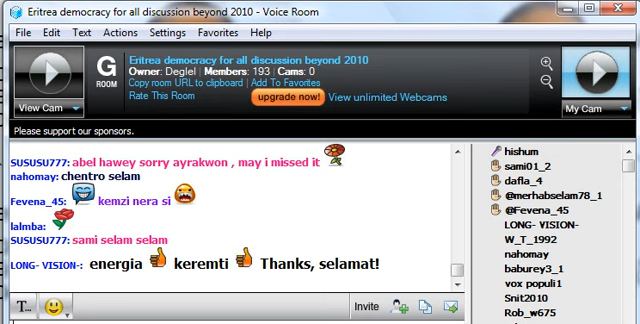 Eritrea democracy for all discussion beyond 2010 - Voice Room
File Edit Text Actions Settings Favorites Help
Eritrea democracy for all discussion beyond 2010
G
ROOM
Owner: Deglel | Members: 193 | Cams: 0
Copy room URL to clipboard | Add To Favorites
Rate This Room
upgrade now!
View unlimited Webcams
View Cam
My Cam
Please support our sponsors.
SUSUSU777: abel hawey sorry ayrakwon , may i missed it
nahomay: chentro selam
Fevena_45: kemzi nera si
lalmba:
SUSUSU777: sami selam selam
LONG- VISION-: energia keremti Thanks, selamat!
hishum
sami01_2
dafla_4
@merhabselam78_1
@Fevena_45
LONG- VISION-
W_T_1992
nahomay
baburey3_1
vox populi1
Snit2010
Rob_w675
T...
Invite